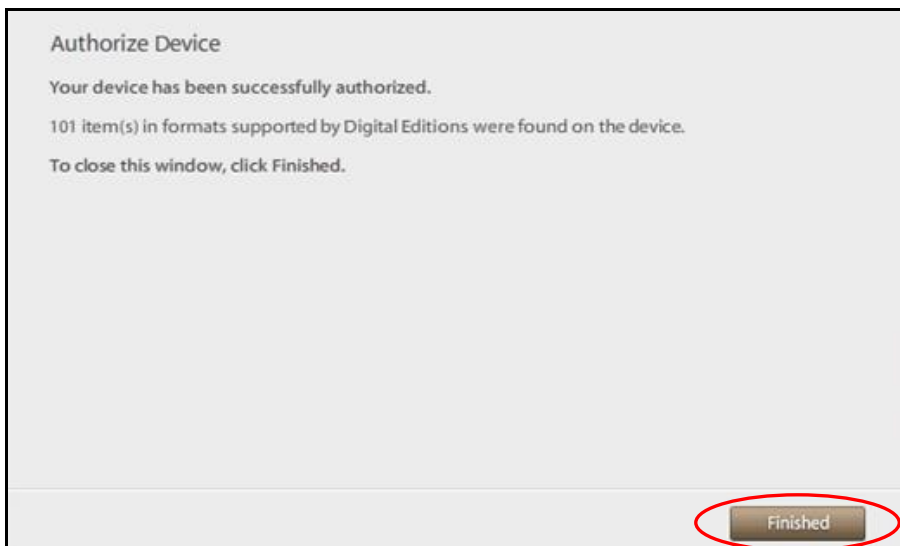 Authorize Device
Your device has been successfully authorized.
101 item(s) in formats supported by Digital Editions were found on the device.
To close this window, click Finished.
Finished